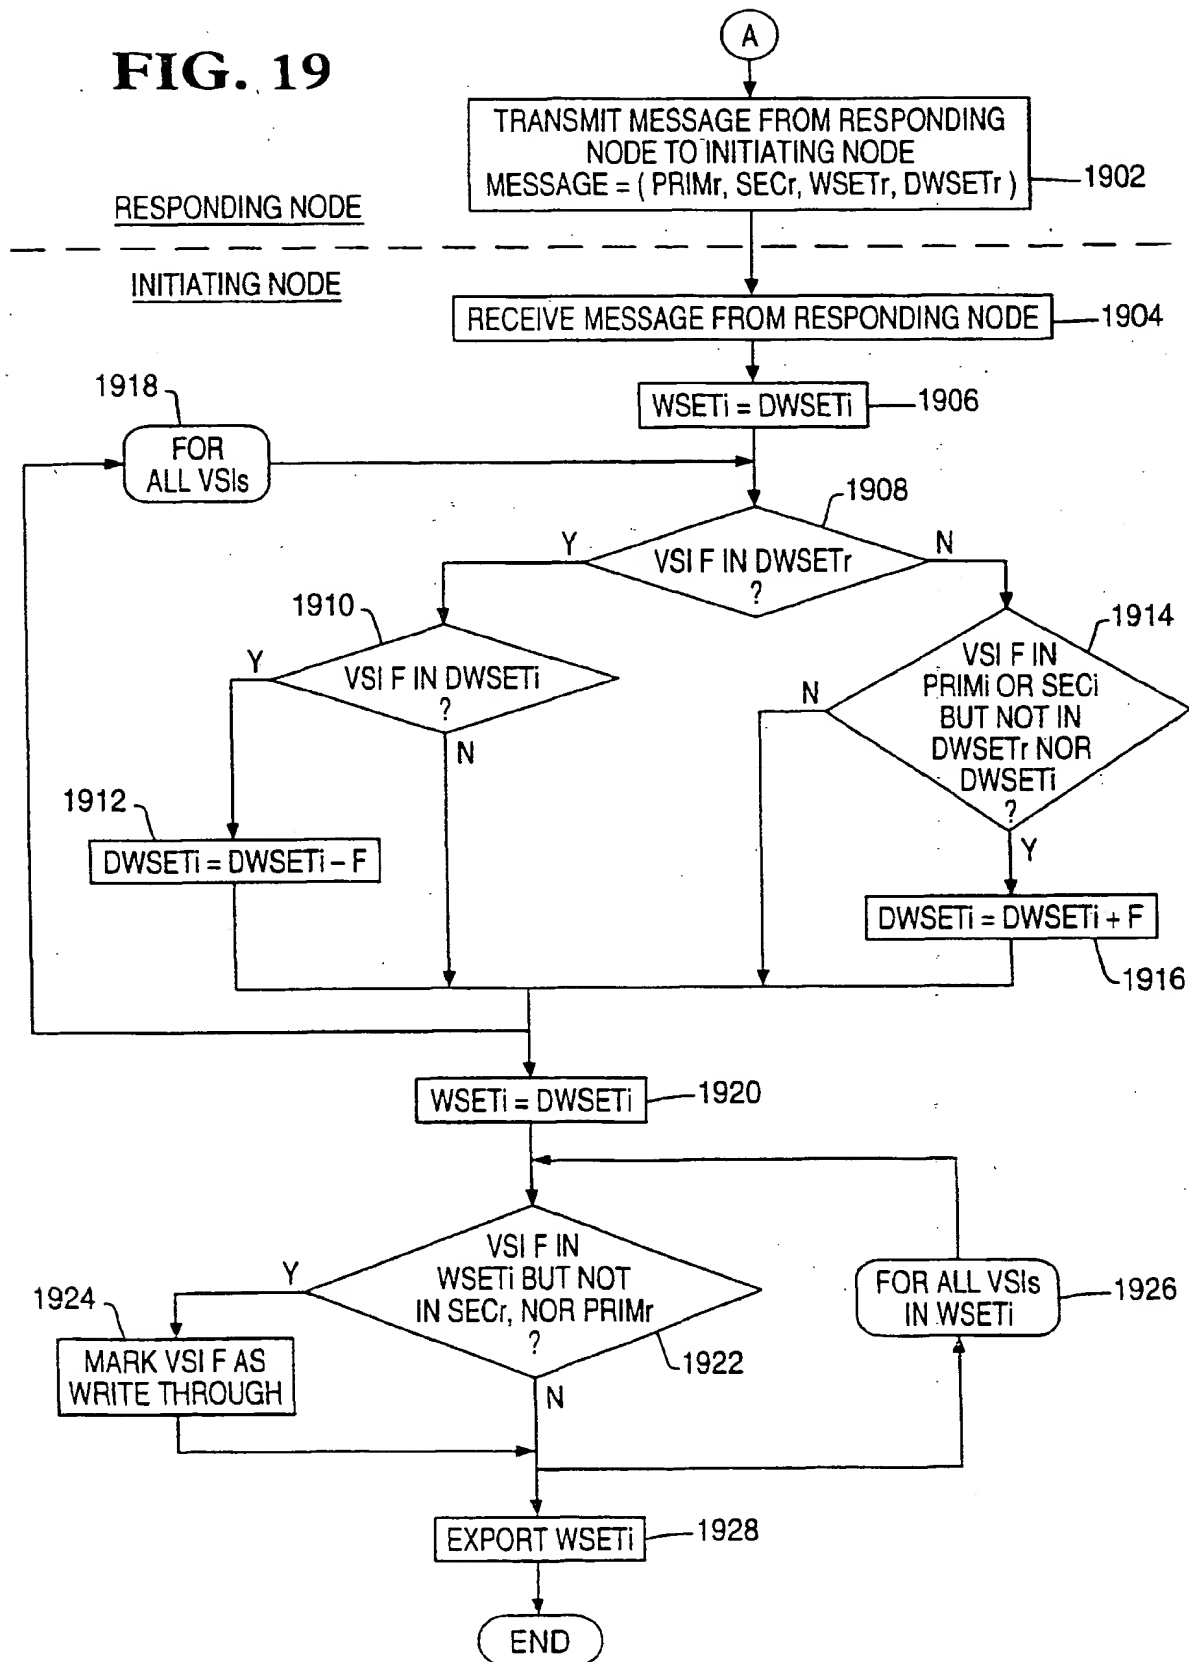 FIG. 19
A
TRANSMIT MESSAGE FROM RESPONDING
NODE TO INITIATING NODE
MESSAGE = ( PRIMr, SECr, WSETr, DWSETr )
1902
RESPONDING NODE
INITIATING NODE
RECEIVE MESSAGE FROM RESPONDING NODE
1904
1918
FOR
ALL VSIs
WSETi = DWSETi
1906
1908
Y
VSI F IN DWSETr
?
N
1910
Y
VSI F IN DWSETi
?
N
1914
N
VSI F IN
PRIMi OR SECi
BUT NOT IN
DWSETr NOR
DWSETi
?
Y
1912
DWSETi = DWSETi – F
DWSETi = DWSETi + F
1916
WSETi = DWSETi
1920
Y
VSI F IN
WSETi BUT NOT
IN SECr, NOR PRIMr
?
1922
N
1924
MARK VSI F AS
WRITE THROUGH
FOR ALL VSIs
IN WSETi
1926
EXPORT WSETi
1928
END